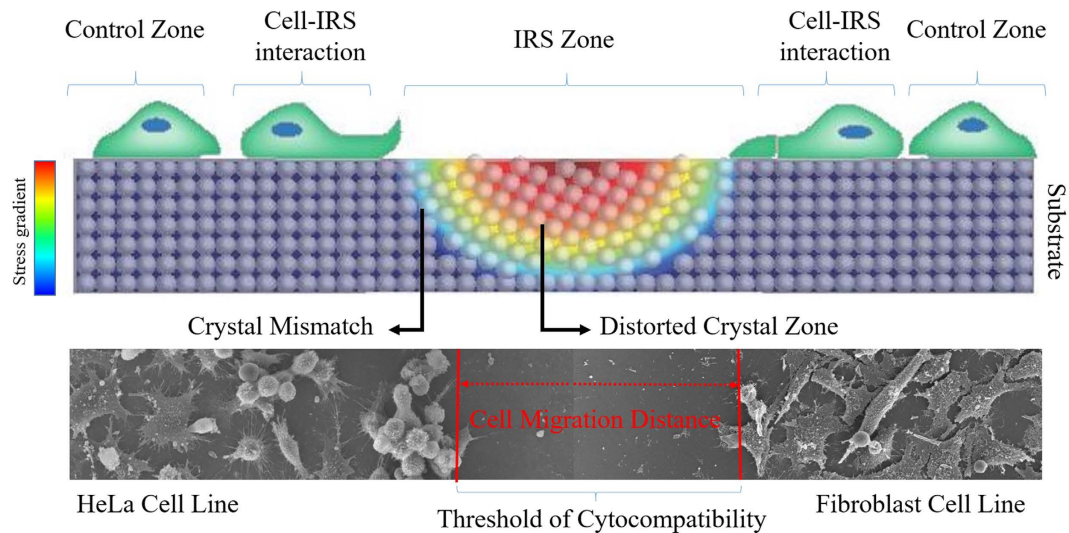 Control Zone
Cell-IRS
interaction
IRS Zone
Cell-IRS
interaction
Control Zone
Stress gradient
Substrate
Crystal Mismatch
Distorted Crystal Zone
Cell Migration Distance
HeLa Cell Line
Threshold of Cytocompatibility
Fibroblast Cell Line